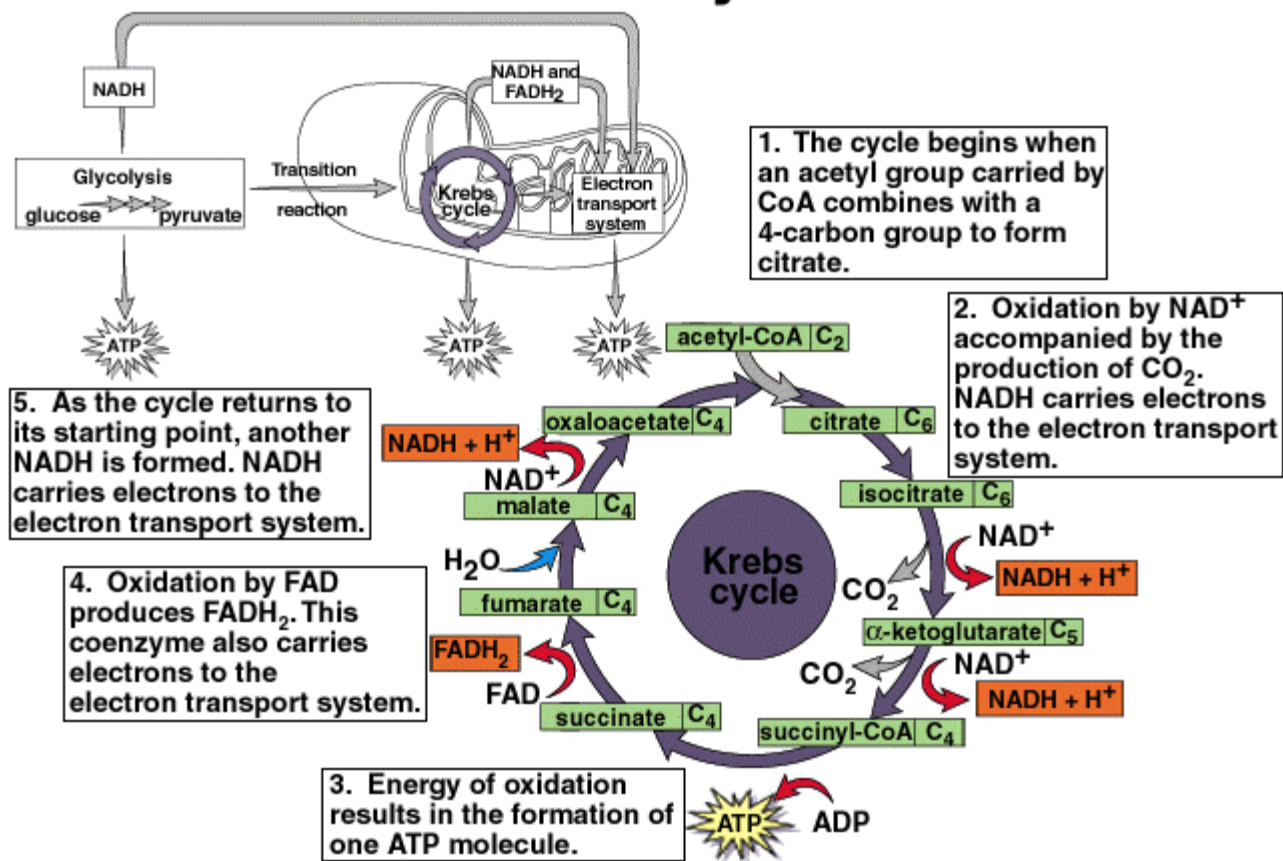 NADH
NADH and
FADH₂
Glycolysis
glucose pyruvate
Transition
reaction
Krebs
cycle
Electron
transport
system
ATP
ATP
ATP
1. The cycle begins when
an acetyl group carried by
CoA combines with a
4-carbon group to form
citrate.
2. Oxidation by NAD⁺
accompanied by the
production of CO₂.
NADH carries electrons
to the electron transport
system.
acetyl-CoA C₂
oxaloacetate C₄
citrate C₆
isocitrate C₆
NAD⁺
CO₂
NADH + H⁺
α-ketoglutarate C₅
NAD⁺
CO₂
NADH + H⁺
succinyl-CoA C₄
ATP
ADP
3. Energy of oxidation
results in the formation of
one ATP molecule.
succinate C₄
FAD
FADH₂
4. Oxidation by FAD
produces FADH₂. This
coenzyme also carries
electrons to the
electron transport system.
fumarate C₄
H₂O
malate C₄
NAD⁺
NADH + H⁺
5. As the cycle returns to
its starting point, another
NADH is formed. NADH
carries electrons to the
electron transport system.
Krebs
cycle